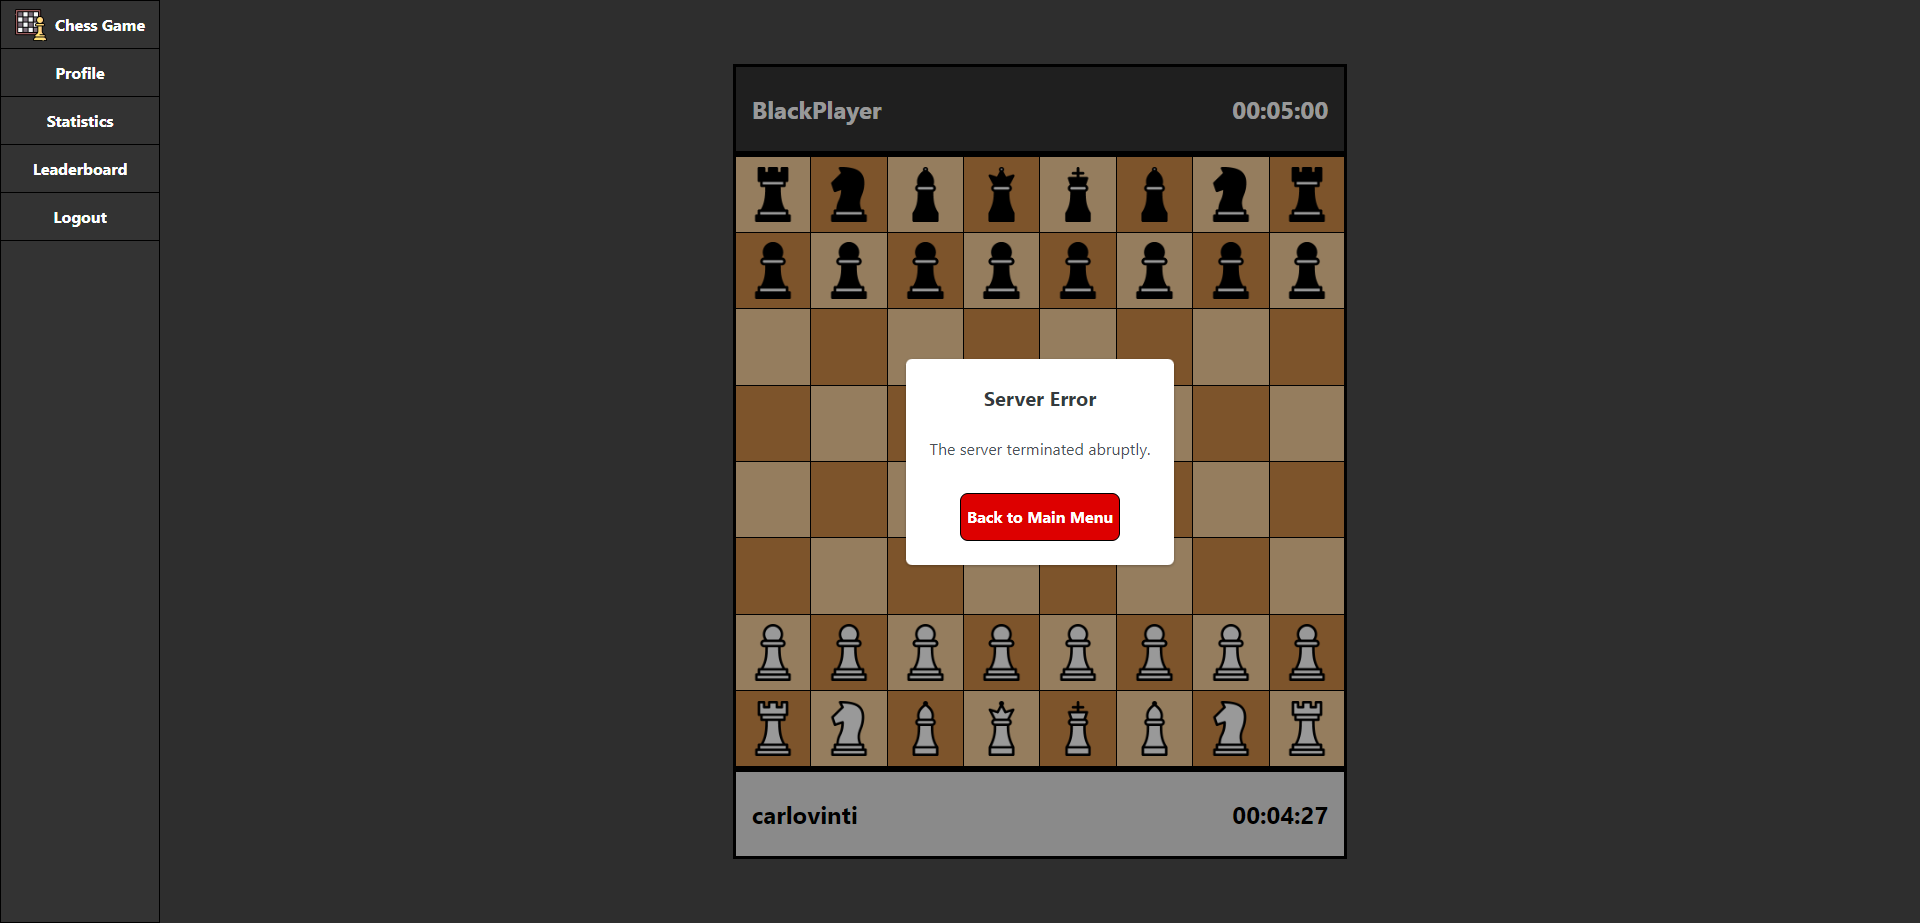 Chess Game
Profile
Statistics
Leaderboard
Logout
BlackPlayer 00:05:00
Server Error
The server terminated abruptly.
Back to Main Menu
carlovinti 00:04:27